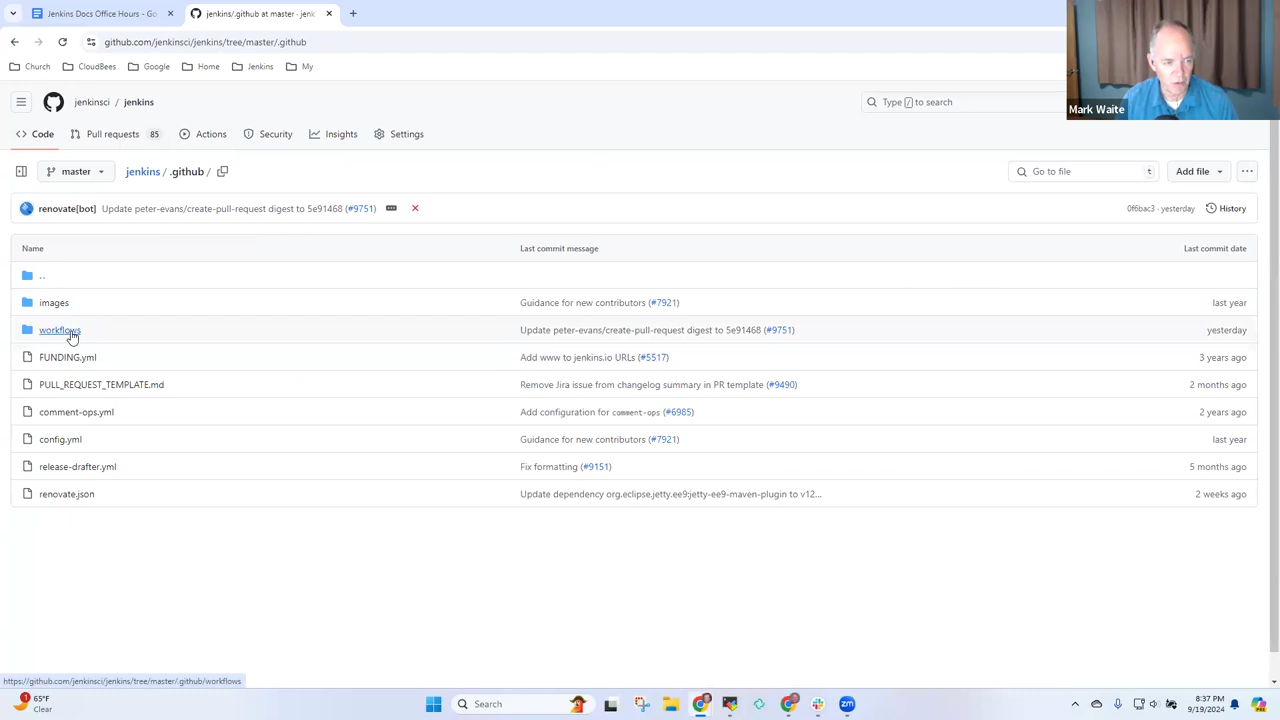 Jenkins Docs Office Hours - Go
jenkins/.github at master · jenk
github.com/jenkinsci/jenkins/tree/master/.github
Church
CloudBees
Google
Home
Jenkins
My
Mark Waite
jenkinsci / jenkins
Type / to search
Code
Pull requests 85
Actions
Security
Insights
Settings
master
jenkins / .github /
Go to file t
Add file
renovate[bot] Update peter-evans/create-pull-request digest to 5e91468 (#9751)
0f6bac3 · yesterday
History
Name Last commit message Last commit date
..
images Guidance for new contributors (#7921) last year
workflows Update peter-evans/create-pull-request digest to 5e91468 (#9751) yesterday
FUNDING.yml Add www to jenkins.io URLs (#5517) 3 years ago
PULL_REQUEST_TEMPLATE.md Remove Jira issue from changelog summary in PR template (#9490) 2 months ago
comment-ops.yml Add configuration for comment-ops (#6985) 2 years ago
config.yml Guidance for new contributors (#7921) last year
release-drafter.yml Fix formatting (#9151) 5 months ago
renovate.json Update dependency org.eclipse.jetty.ee9:jetty-ee9-maven-plugin to v12... 2 weeks ago
https://github.com/jenkinsci/jenkins/tree/master/.github/workflows
1
65°F
Clear
Search
8:37 PM
9/19/2024